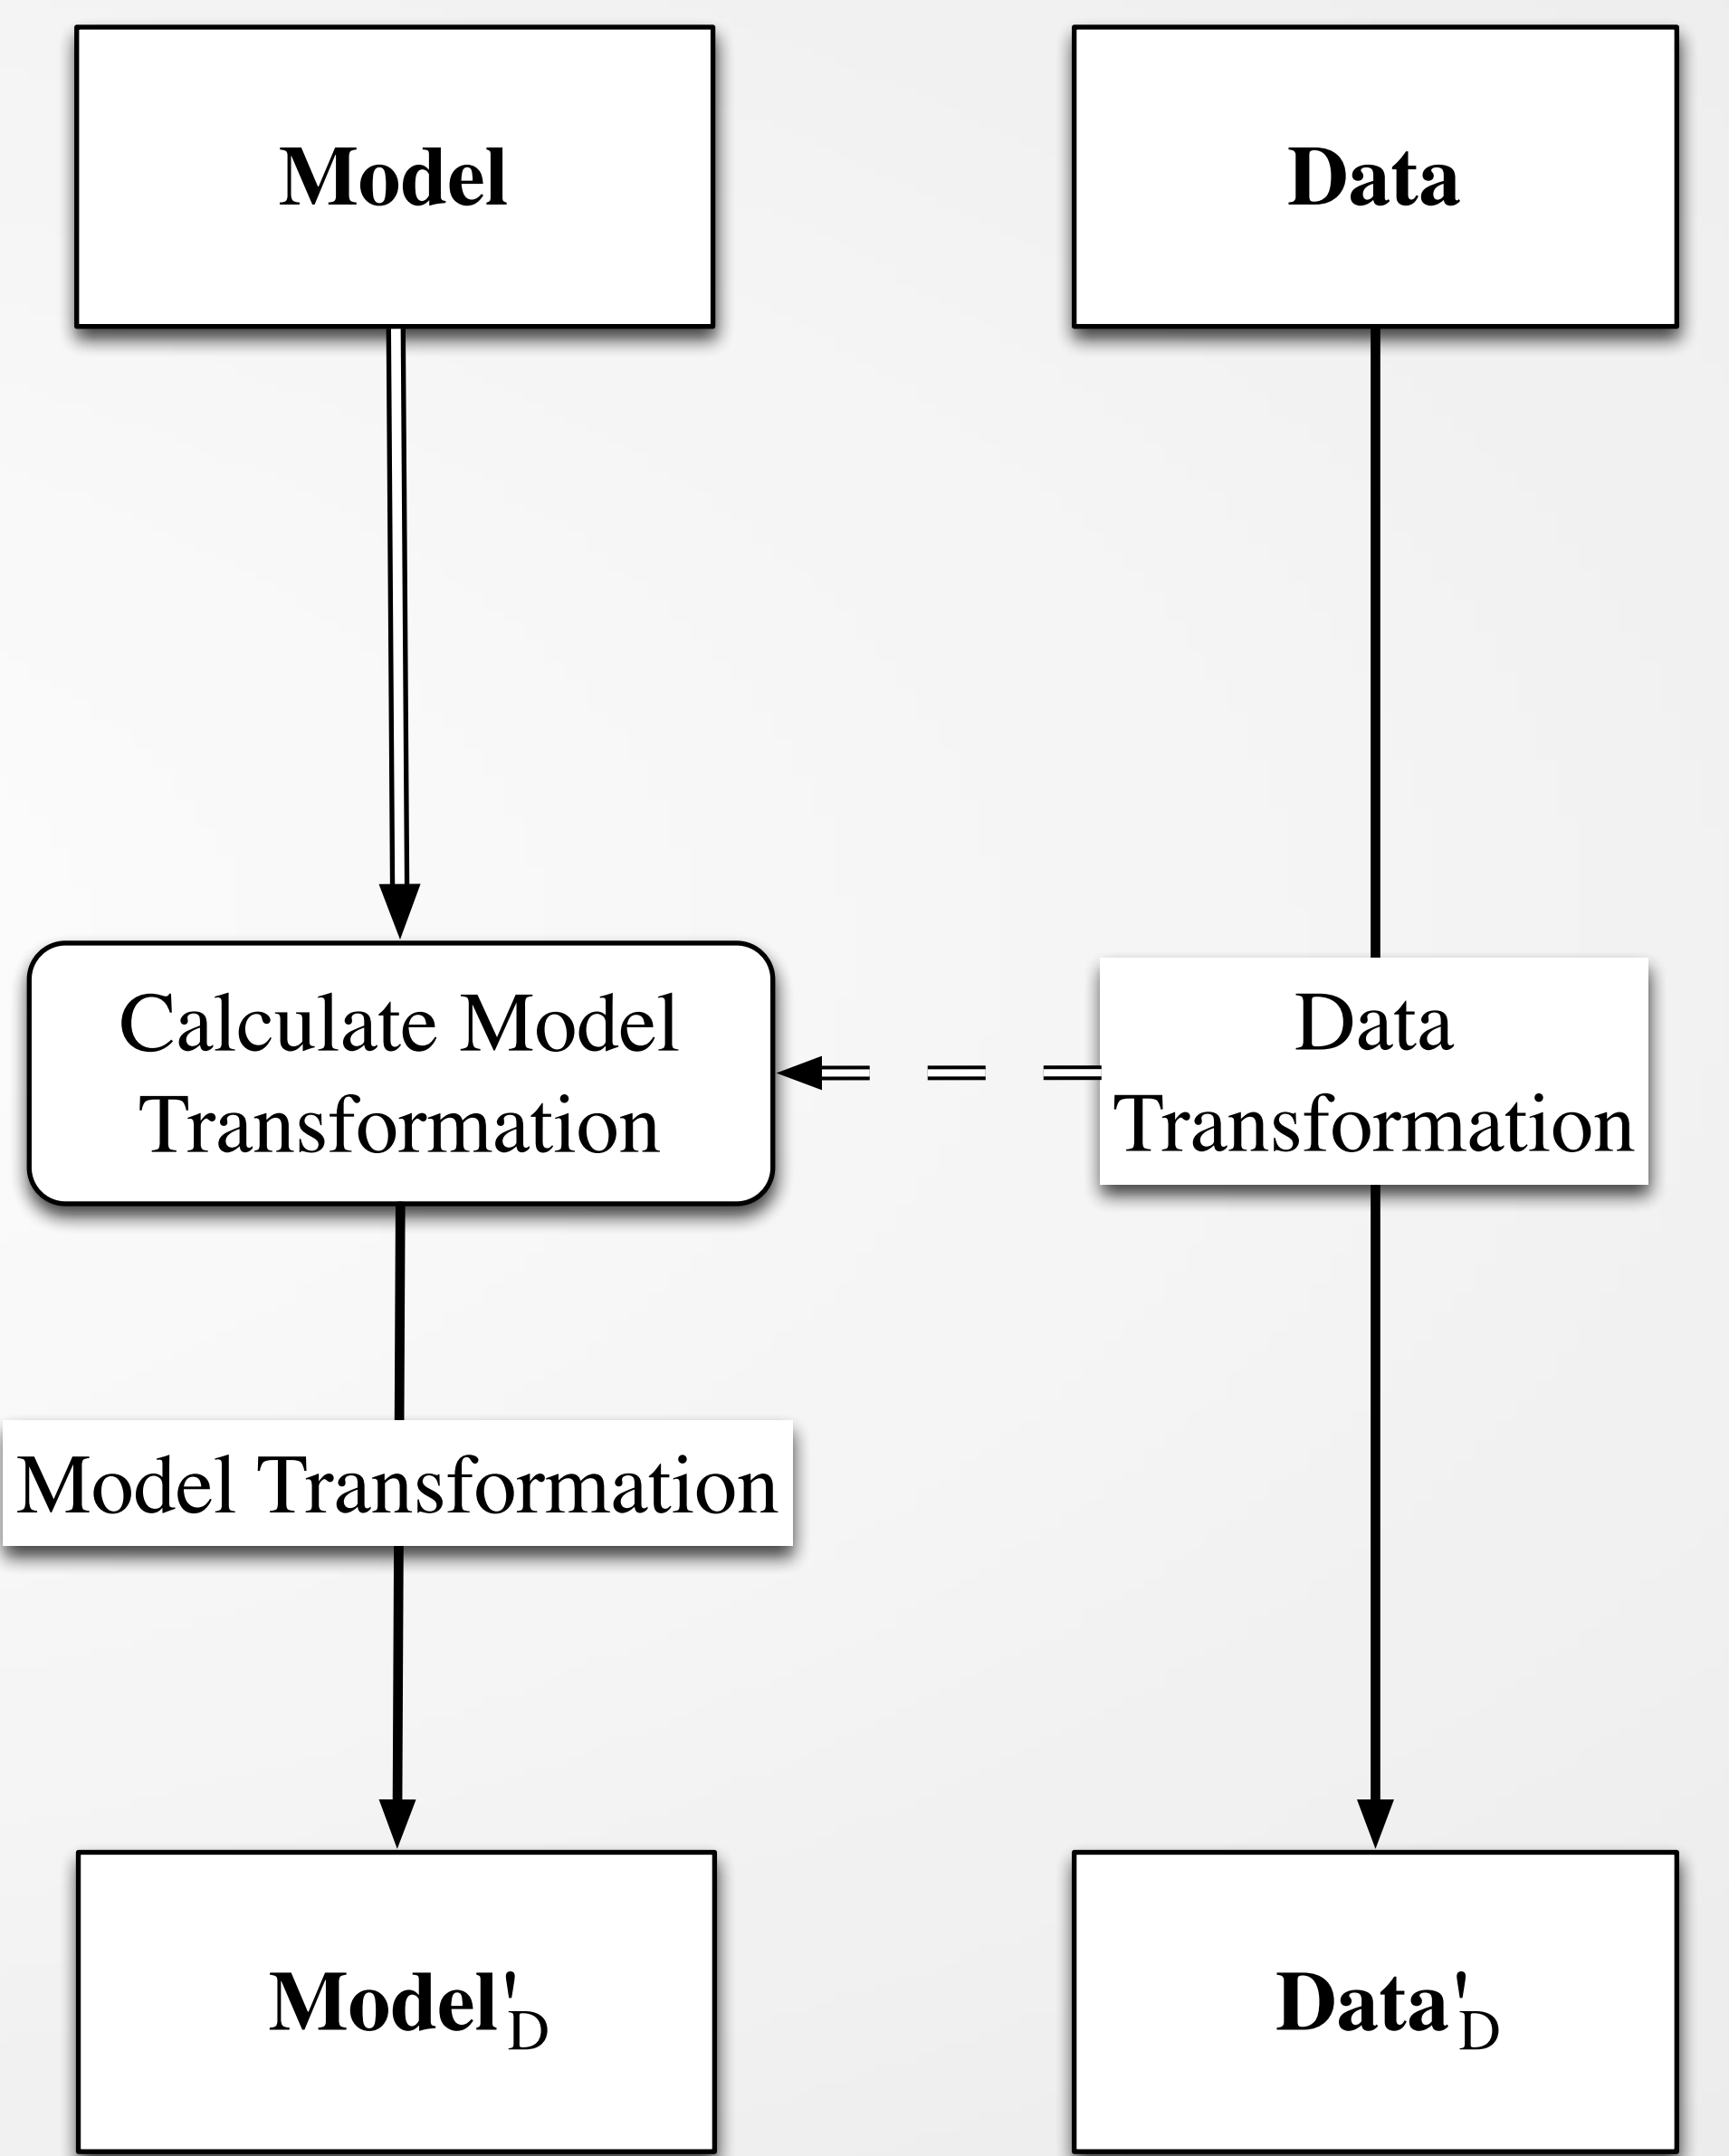 Model
Data
Calculate Model
Transformation
Data
Transformation
Model Transformation
Model'D
Data'D